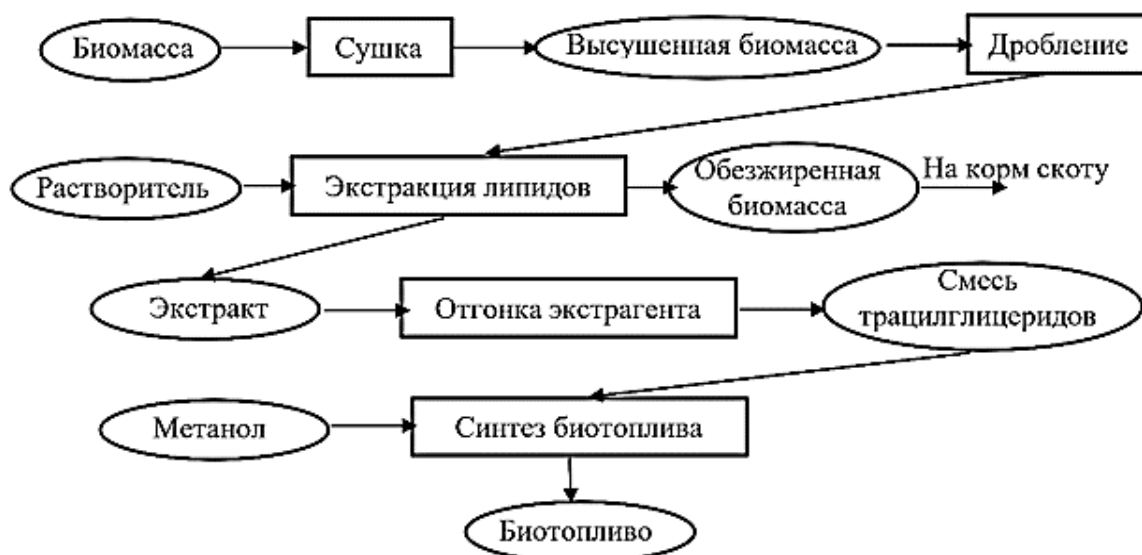 Биомасса
Сушка
Высушенная биомасса
Дробление
Растворитель
Экстракция липидов
Обезжиренная
биомасса
На корм скоту
Экстракт
Отгонка экстрагента
Смесь
трацилглицеридов
Метанол
Синтез биотоплива
Биотопливо